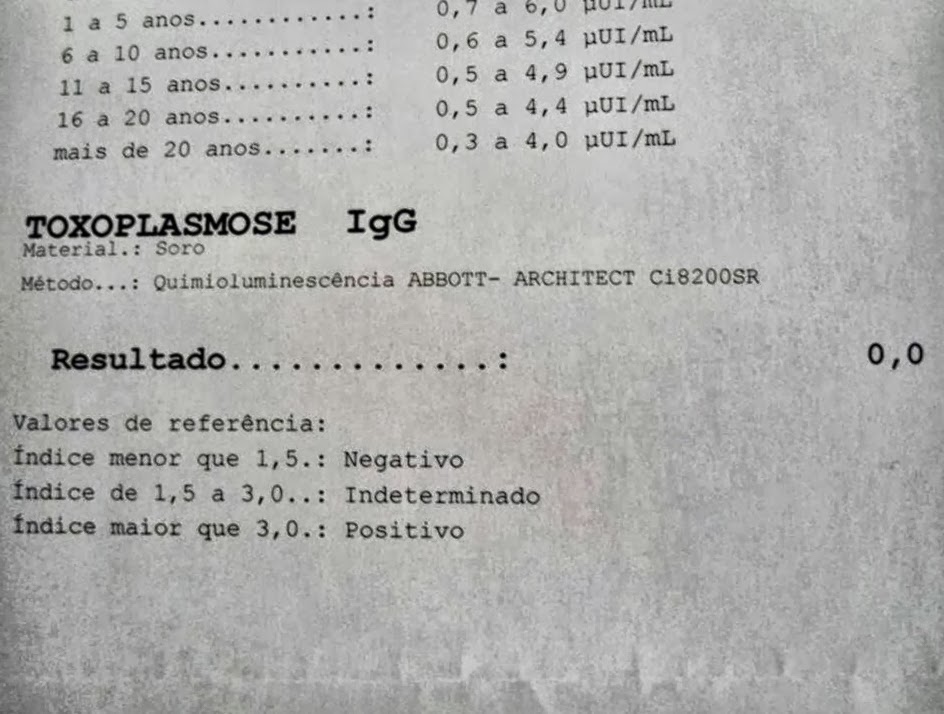 1 a 5 anos.............: 0,7 a 6,0 µUI/mL
6 a 10 anos............: 0,6 a 5,4 µUI/mL
11 a 15 anos...........: 0,5 a 4,9 µUI/mL
16 a 20 anos...........: 0,5 a 4,4 µUI/mL
mais de 20 anos.......: 0,3 a 4,0 µUI/mL
TOXOPLASMOSE IgG
Material.: Soro
Método...: Quimioluminescência ABBOTT- ARCHITECT Ci8200SR
Resultado.............: 0,0
Valores de referência:
Índice menor que 1,5.: Negativo
Índice de 1,5 a 3,0..: Indeterminado
Índice maior que 3,0.: Positivo